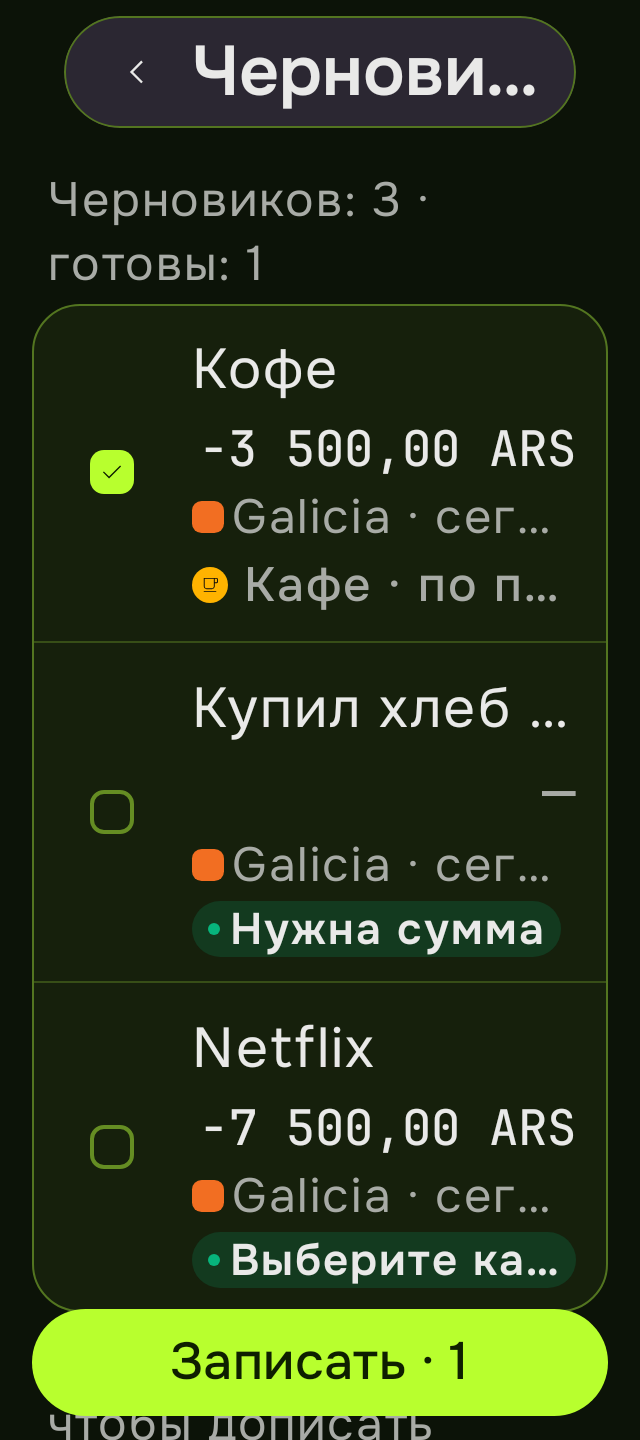 Чернови...
Черновиков: 3 ·
готовы: 1
Кофе
-3 500,00 ARS
Galicia · сег...
Кафе · по п...
Купил хлеб ...
—
Galicia · сег...
Нужна сумма
Netflix
-7 500,00 ARS
Galicia · сег...
Выберите ка...
Записать · 1
чтобы дописать